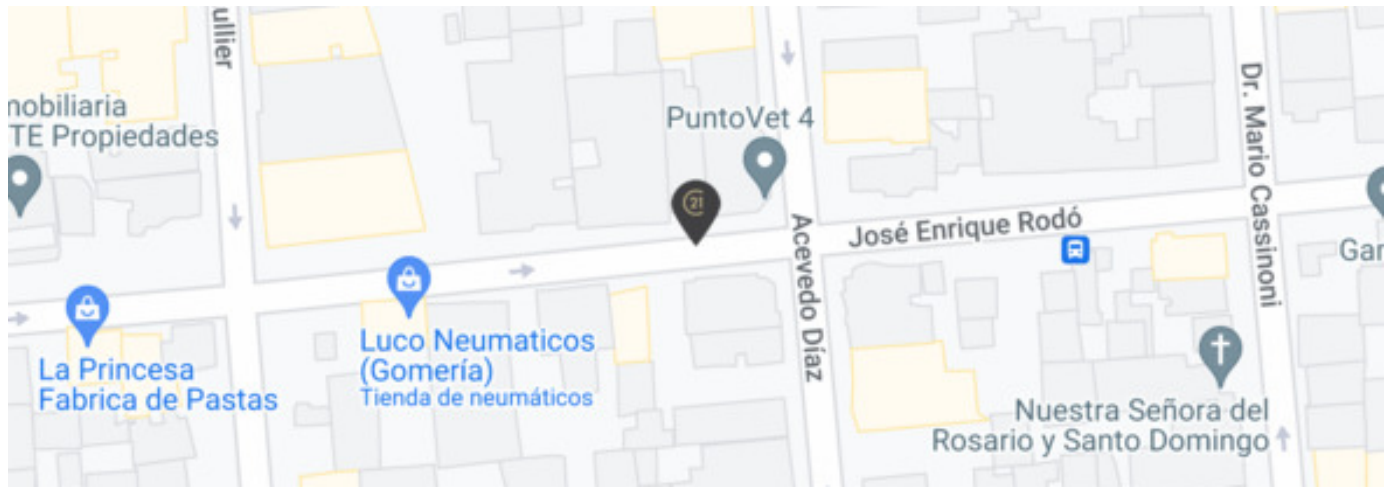 ullier
nobiliaria
TE Propiedades
PuntoVet 4
21
Dr. Mario Cassinoni
José Enrique Rodó
Acevedo Díaz
Gar
La Princesa
Fabrica de Pastas
Luco Neumaticos
(Gomería)
Tienda de neumáticos
Nuestra Señora del
Rosario y Santo Domingo